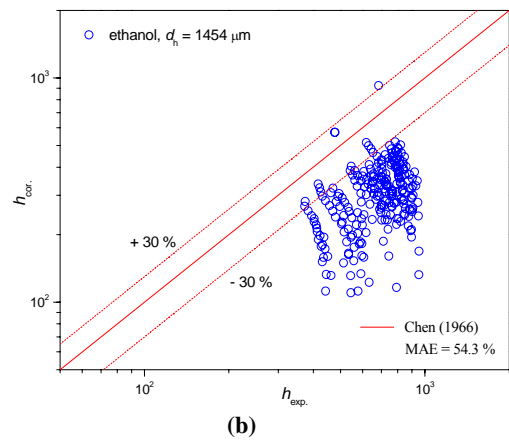 ethanol, dh = 1454 μm
10³
hcor.
+ 30 %
- 30 %
10²
Chen (1966)
MAE = 54.3 %
10² 10³
hexp.
(b)